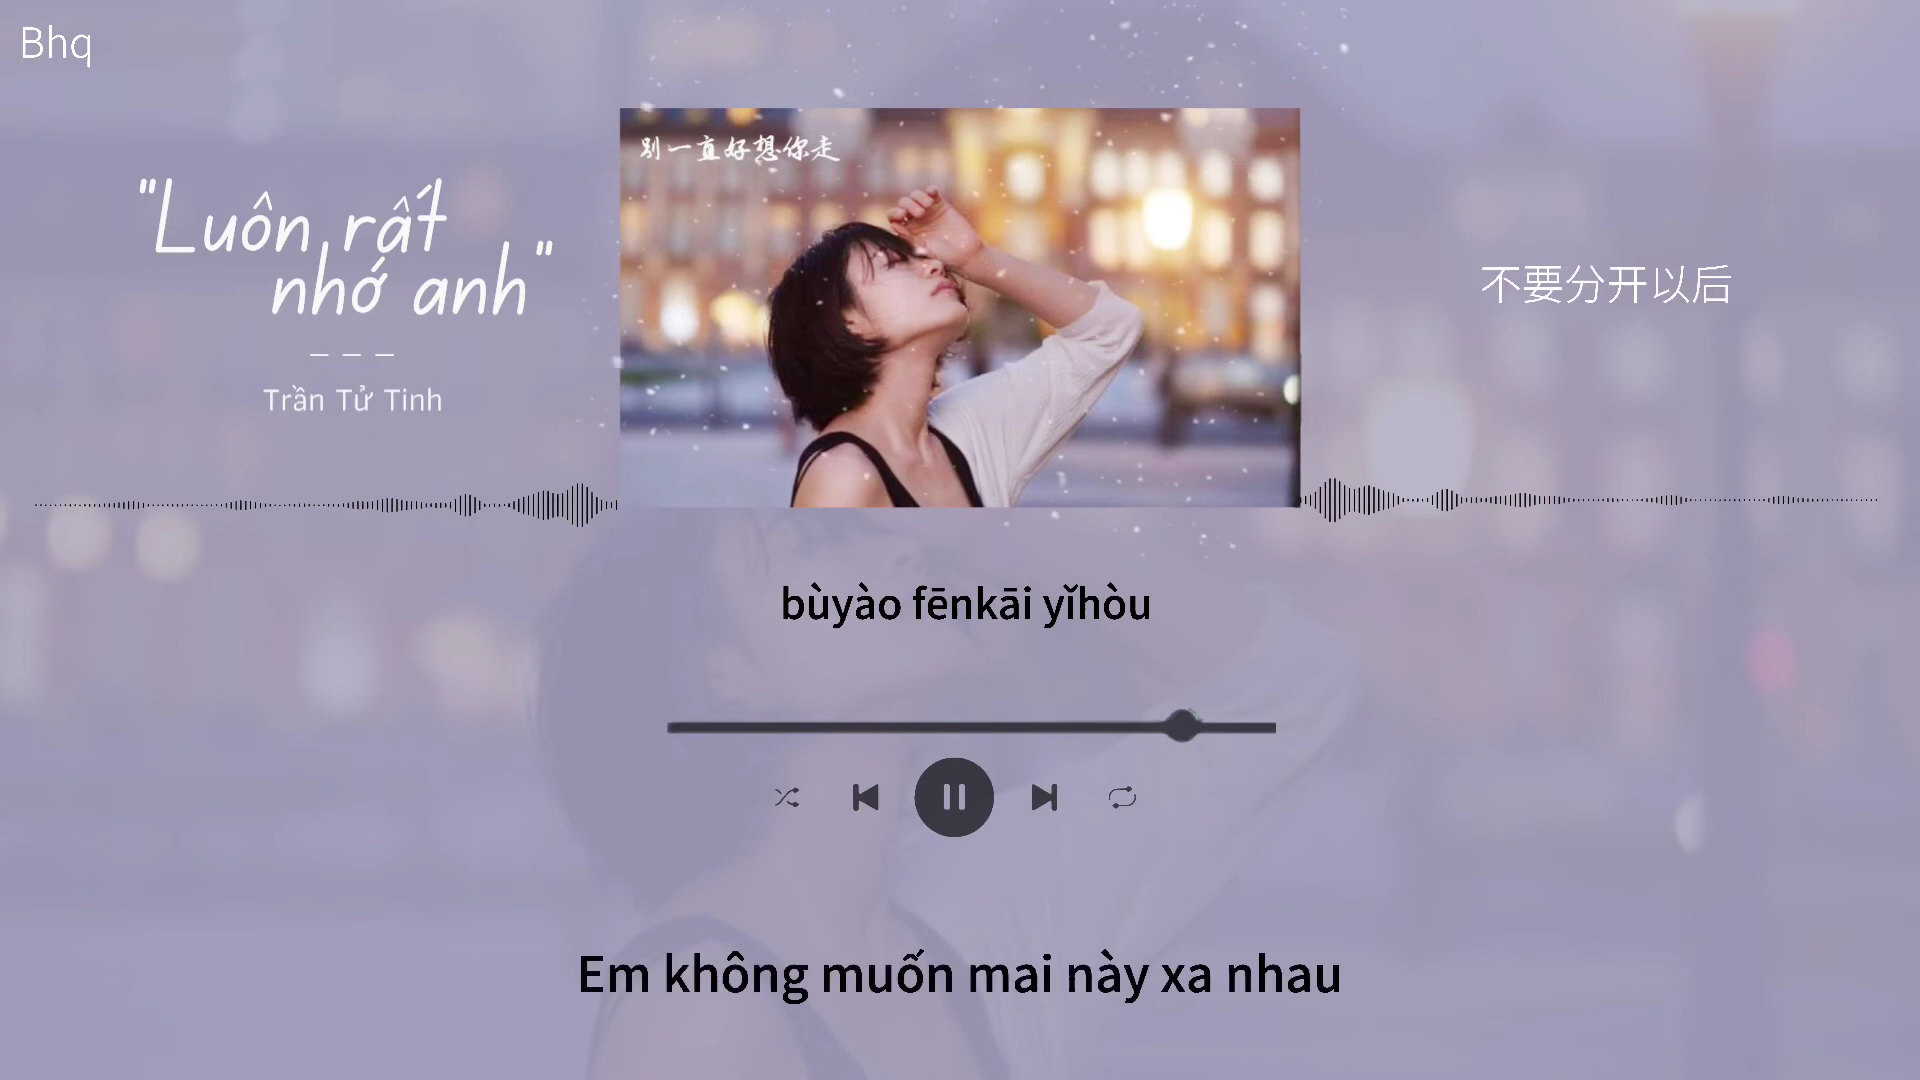 Bhq
别一直好想你走
"Luôn rất
nhớ anh"
Trần Tử Tinh
不要分开以后
bùyào fēnkāi yǐhòu
Em không muốn mai này xa nhau